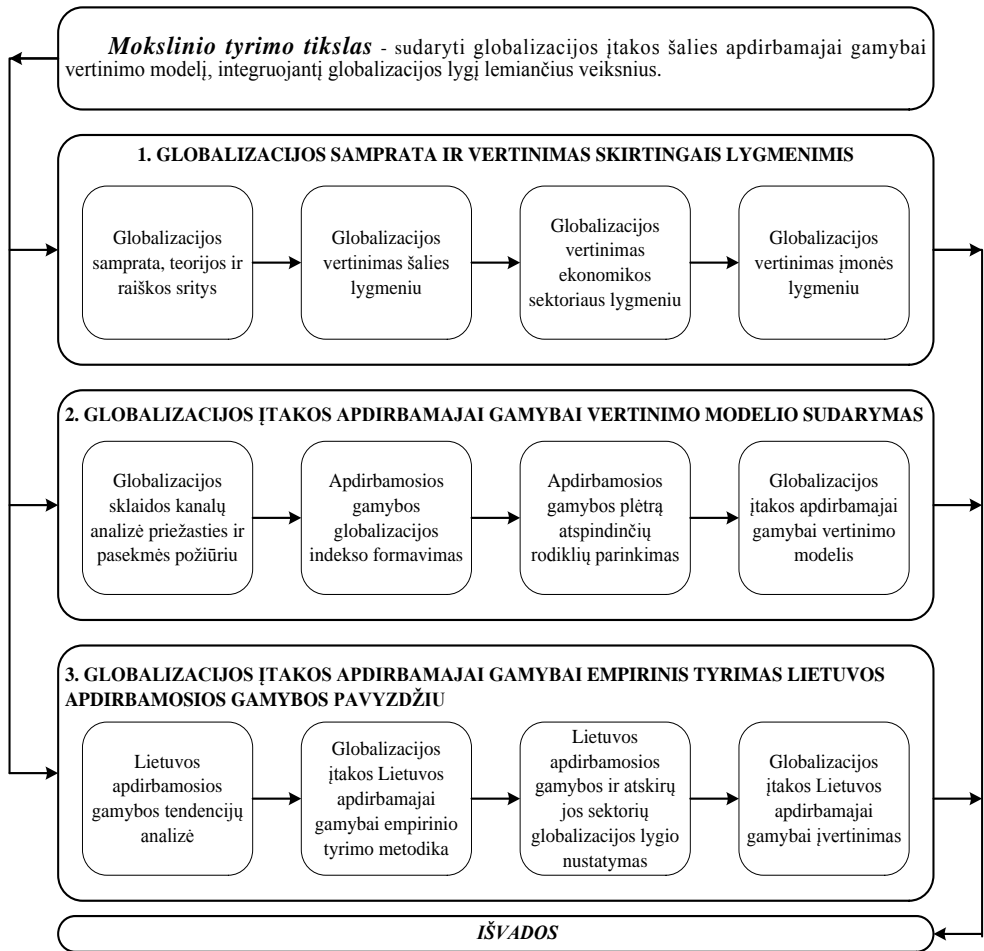 Mokslinio tyrimo tikslas - sudaryti globalizacijos įtakos šalies apdirbamajai gamybai
vertinimo modelį, integruojantį globalizacijos lygį lemiančius veiksnius.
1. GLOBALIZACIJOS SAMPRATA IR VERTINIMAS SKIRTINGAIS LYGMENIMIS
Globalizacijos
samprata, teorijos ir
raiškos sritys
Globalizacijos
vertinimas šalies
lygmeniu
Globalizacijos
vertinimas
ekonomikos
sektoriaus lygmeniu
Globalizacijos
vertinimas įmonės
lygmeniu
2. GLOBALIZACIJOS ĮTAKOS APDIRBAMAJAI GAMYBAI VERTINIMO MODELIO SUDARYMAS
Globalizacijos
sklaidos kanalų
analizė priežasties ir
pasekmės požiūriu
Apdirbamosios
gamybos
globalizacijos
indekso formavimas
Apdirbamosios
gamybos plėtrą
atspindinčių
rodiklių parinkimas
Globalizacijos
įtakos apdirbamajai
gamybai vertinimo
modelis
3. GLOBALIZACIJOS ĮTAKOS APDIRBAMAJAI GAMYBAI EMPIRINIS TYRIMAS LIETUVOS
APDIRBAMOSIOS GAMYBOS PAVYZDŽIU
Lietuvos
apdirbamosios
gamybos tendencijų
analizė
Globalizacijos
įtakos Lietuvos
apdirbamajai
gamybai empirinio
tyrimo metodika
Lietuvos
apdirbamosios
gamybos ir atskirų
jos sektorių
globalizacijos lygio
nustatymas
Globalizacijos
įtakos Lietuvos
apdirbamajai
gamybai įvertinimas
IŠVADOS